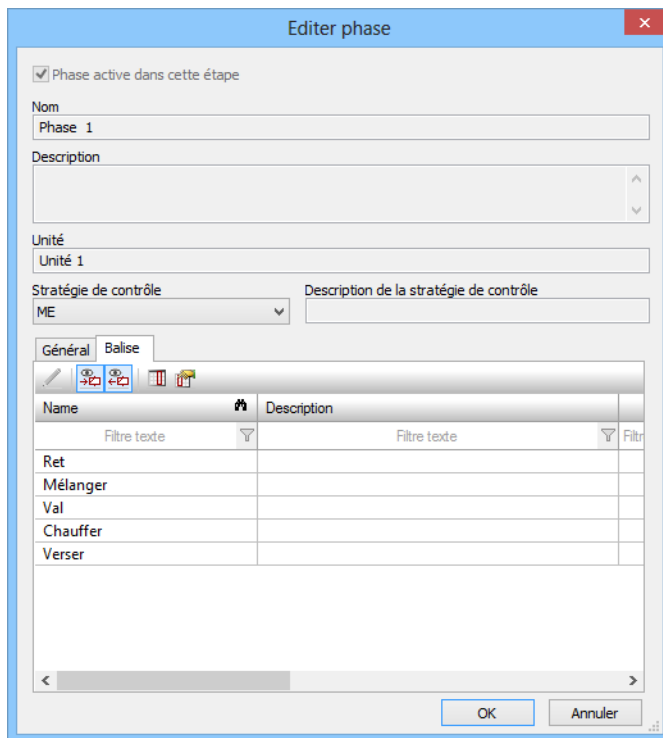 Editer phase
Phase active dans cette étape
Nom
Phase 1
Description
Unité
Unité 1
Stratégie de contrôle
Description de la stratégie de contrôle
ME
Général
Balise
Name
Description
Filtre texte
Filtre texte
Filtr
Ret
Mélanger
Val
Chauffer
Verser
OK
Annuler